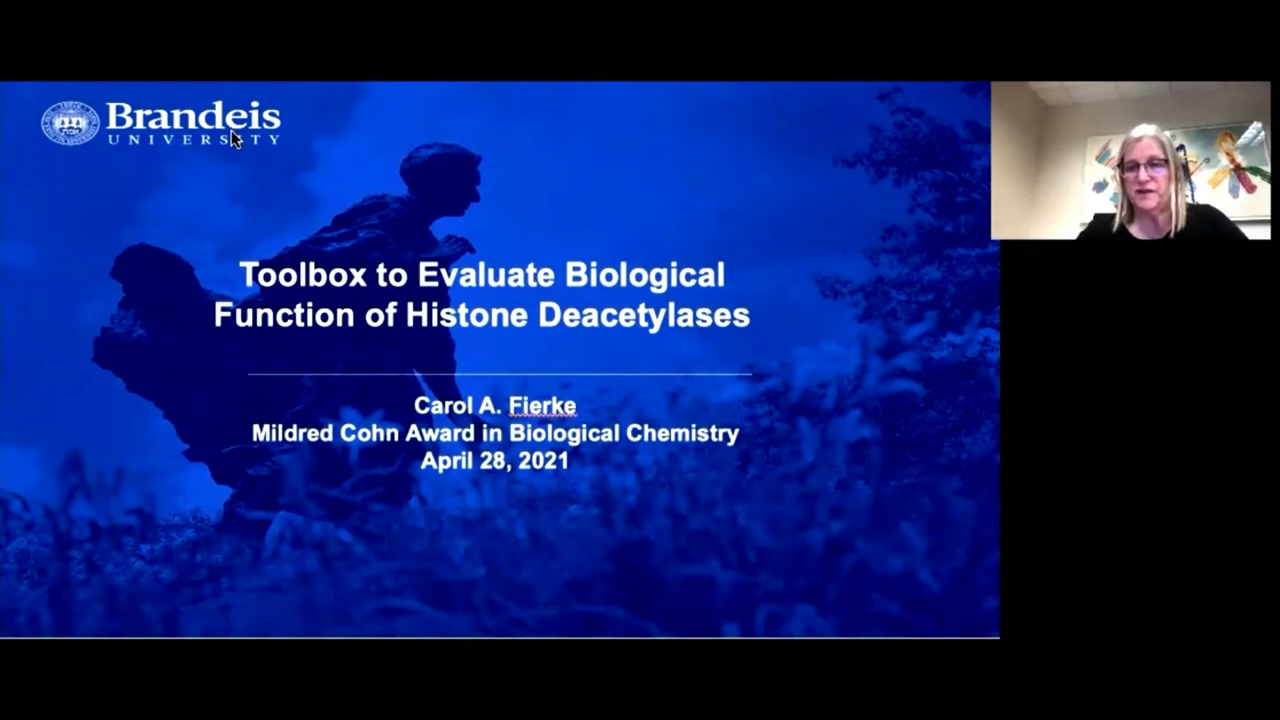 Brandeis
UNIVERSITY
Toolbox to Evaluate Biological
Function of Histone Deacetylases
Carol A. Fierke
Mildred Cohn Award in Biological Chemistry
April 28, 2021